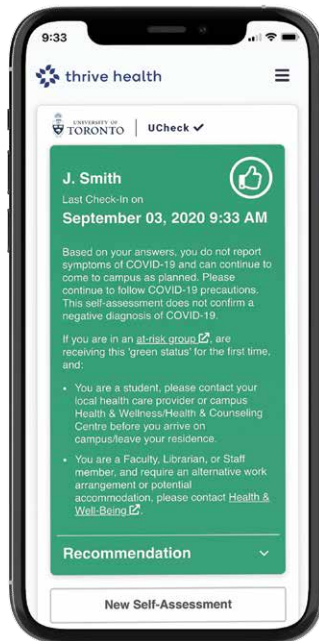 9:33
thrive health
UNIVERSITY OF
TORONTO
UCheck
J. Smith
Last Check-In on
September 03, 2020 9:33 AM
Based on your answers, you do not report
symptoms of COVID-19 and can continue to
come to campus as planned. Please
continue to follow COVID-19 precautions.
This self-assessment does not confirm a
negative diagnosis of COVID-19.
If you are in an at-risk group, are
receiving this 'green status' for the first time,
and:
• You are a student, please contact your
local health care provider or campus
Health & Wellness/Health & Counseling
Centre before you arrive on
campus/leave your residence.
• You are a Faculty, Librarian, or Staff
member, and require an alternative work
arrangement or potential
accommodation, please contact Health &
Well-Being.
Recommendation
New Self-Assessment